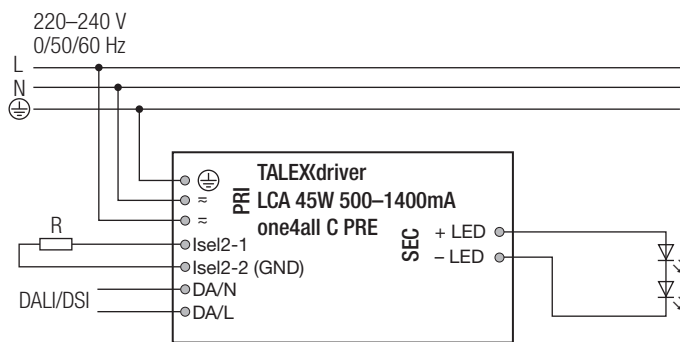 220–240 V
0/50/60 Hz
L
N
TALEXXdriver
LCA 45W 500–1400mA
one4all C PRE
PRI
≂
≂
R
Isel2-1
Isel2-2 (GND)
DALI/DSI
DA/N
DA/L
SEC
+ LED
– LED